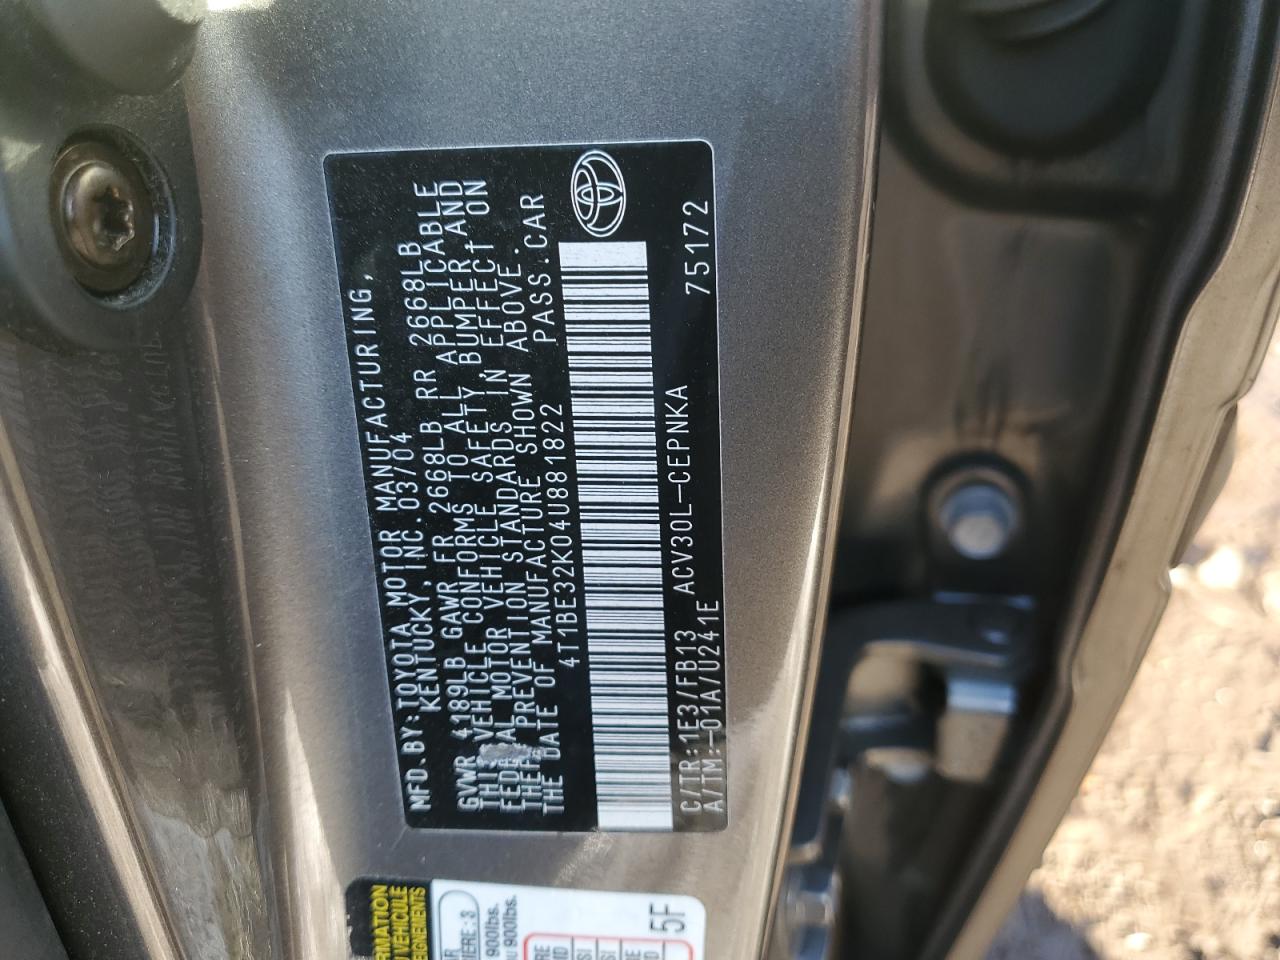 MFD.BY:TOYOTA MOTOR MANUFACTURING,
KENTUCKY, INC.03/04
GVWR 4189LB GAWR FR 2668LB RR 2668LB
THIS VEHICLE CONFORMS TO ALL APPLICABLE
FEDERAL MOTOR VEHICLE SAFETY, BUMPER, AND
THEFT PREVENTION STANDARDS IN EFFECT ON
THE DATE OF MANUFACTURE SHOWN ABOVE.
4T1BE32K04U881822 PASS.CAR
C/TR:1E3/FB13 ACV30L-CEPNKA 75172
A/TM:-01A/U241E
5F